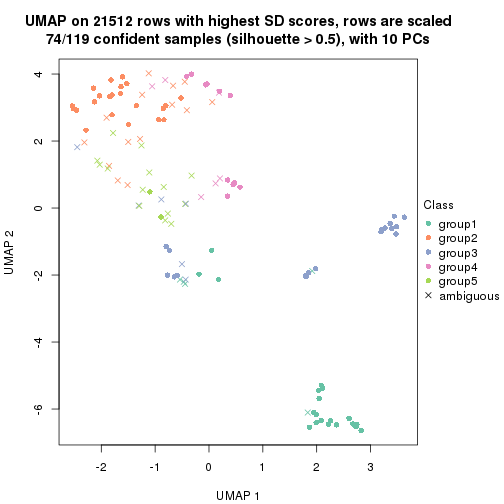 UMAP on 21512 rows with highest SD scores, rows are scaled
74/119 confident samples (silhouette > 0.5), with 10 PCs
4
2
0
-2
-4
-6
UMAP 2
-2
-1
0
1
2
3
UMAP 1
Class
group1
group2
group3
group4
group5
ambiguous